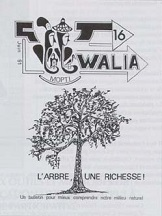 16
WALIA
MOPTI
L'ARBRE, UNE RICHESSE!
Un bulletin pour mieux comprendre notre milieu naturel